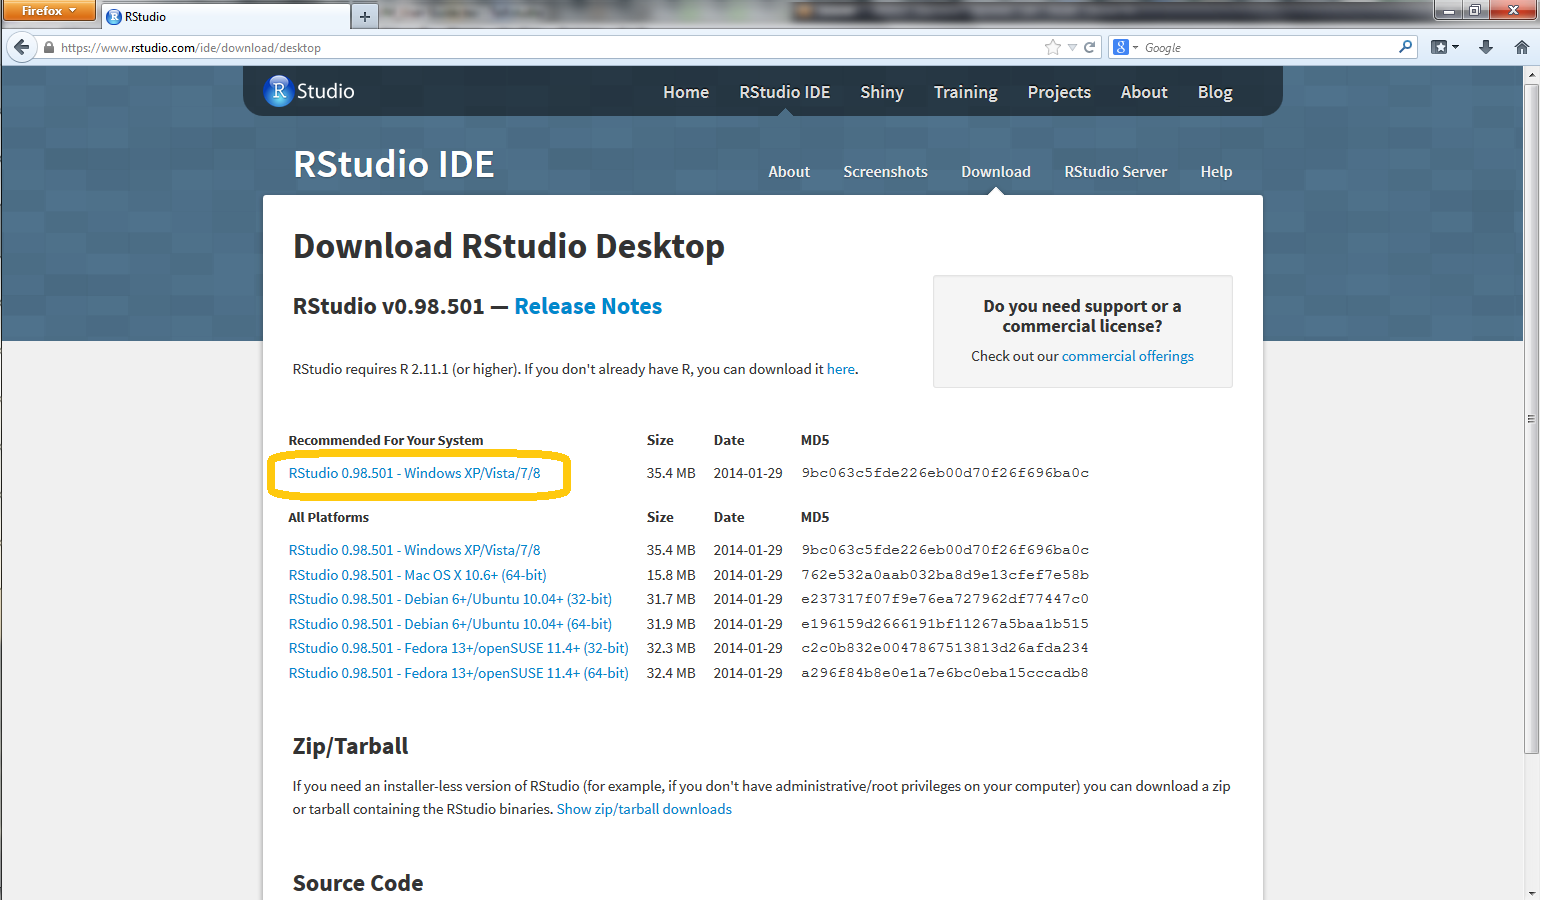 Firefox
RStudio
https://www.rstudio.com/ide/download/desktop
Google
R Studio
Home RStudio IDE Shiny Training Projects About Blog
RStudio IDE
About Screenshots Download RStudio Server Help
Download RStudio Desktop
RStudio v0.98.501 — Release Notes
Do you need support or a
commercial license?
Check out our commercial offerings
RStudio requires R 2.11.1 (or higher). If you don't already have R, you can download it here.
Recommended For Your System Size Date MD5
RStudio 0.98.501 - Windows XP/Vista/7/8 35.4 MB 2014-01-29 9bc063c5fde226eb00d70f26f696ba0c
All Platforms Size Date MD5
RStudio 0.98.501 - Windows XP/Vista/7/8 35.4 MB 2014-01-29 9bc063c5fde226eb00d70f26f696ba0c
RStudio 0.98.501 - Mac OS X 10.6+ (64-bit) 15.8 MB 2014-01-29 762e532a0aab032ba8d9e13cfef7e58b
RStudio 0.98.501 - Debian 6+/Ubuntu 10.04+ (32-bit) 31.7 MB 2014-01-29 e237317f07f9e76ea727962df77447c0
RStudio 0.98.501 - Debian 6+/Ubuntu 10.04+ (64-bit) 31.9 MB 2014-01-29 e196159d2666191bf11267a5baa1b515
RStudio 0.98.501 - Fedora 13+/openSUSE 11.4+ (32-bit) 32.3 MB 2014-01-29 c2c0b832e0047867513813d26afda234
RStudio 0.98.501 - Fedora 13+/openSUSE 11.4+ (64-bit) 32.4 MB 2014-01-29 a296f84b8e0e1a7e6bc0eba15cccadb8
Zip/Tarball
If you need an installer-less version of RStudio (for example, if you don't have administrative/root privileges on your computer) you can download a zip
or tarball containing the RStudio binaries. Show zip/tarball downloads
Source Code